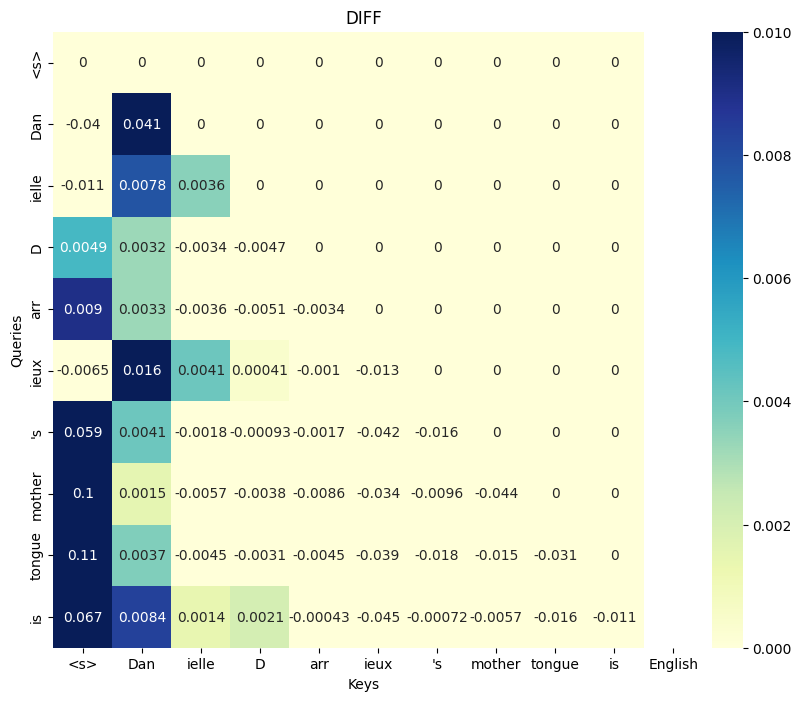 DIFF
<s> 0 0 0 0 0 0 0 0 0 0
Dan -0.04 0.041 0 0 0 0 0 0 0 0
ielle -0.011 0.0078 0.0036 0 0 0 0 0 0 0
D 0.0049 0.0032 -0.0034 -0.0047 0 0 0 0 0 0
arr 0.009 0.0033 -0.0036 -0.0051 -0.0034 0 0 0 0 0
ieux -0.0065 0.016 0.0041 0.00041 -0.001 -0.013 0 0 0 0
's 0.059 0.0041 -0.0018 -0.00093 -0.0017 -0.042 -0.016 0 0 0
mother 0.1 0.0015 -0.0057 -0.0038 -0.0086 -0.034 -0.0096 -0.044 0 0
tongue 0.11 0.0037 -0.0045 -0.0031 -0.0045 -0.039 -0.018 -0.015 -0.031 0
is 0.067 0.0084 0.0014 0.0021 -0.00043 -0.045 -0.00072 -0.0057 -0.016 -0.011
<s> Dan ielle D arr ieux 's mother tongue is English
Keys
Queries
0.010
0.008
0.006
0.004
0.002
0.000